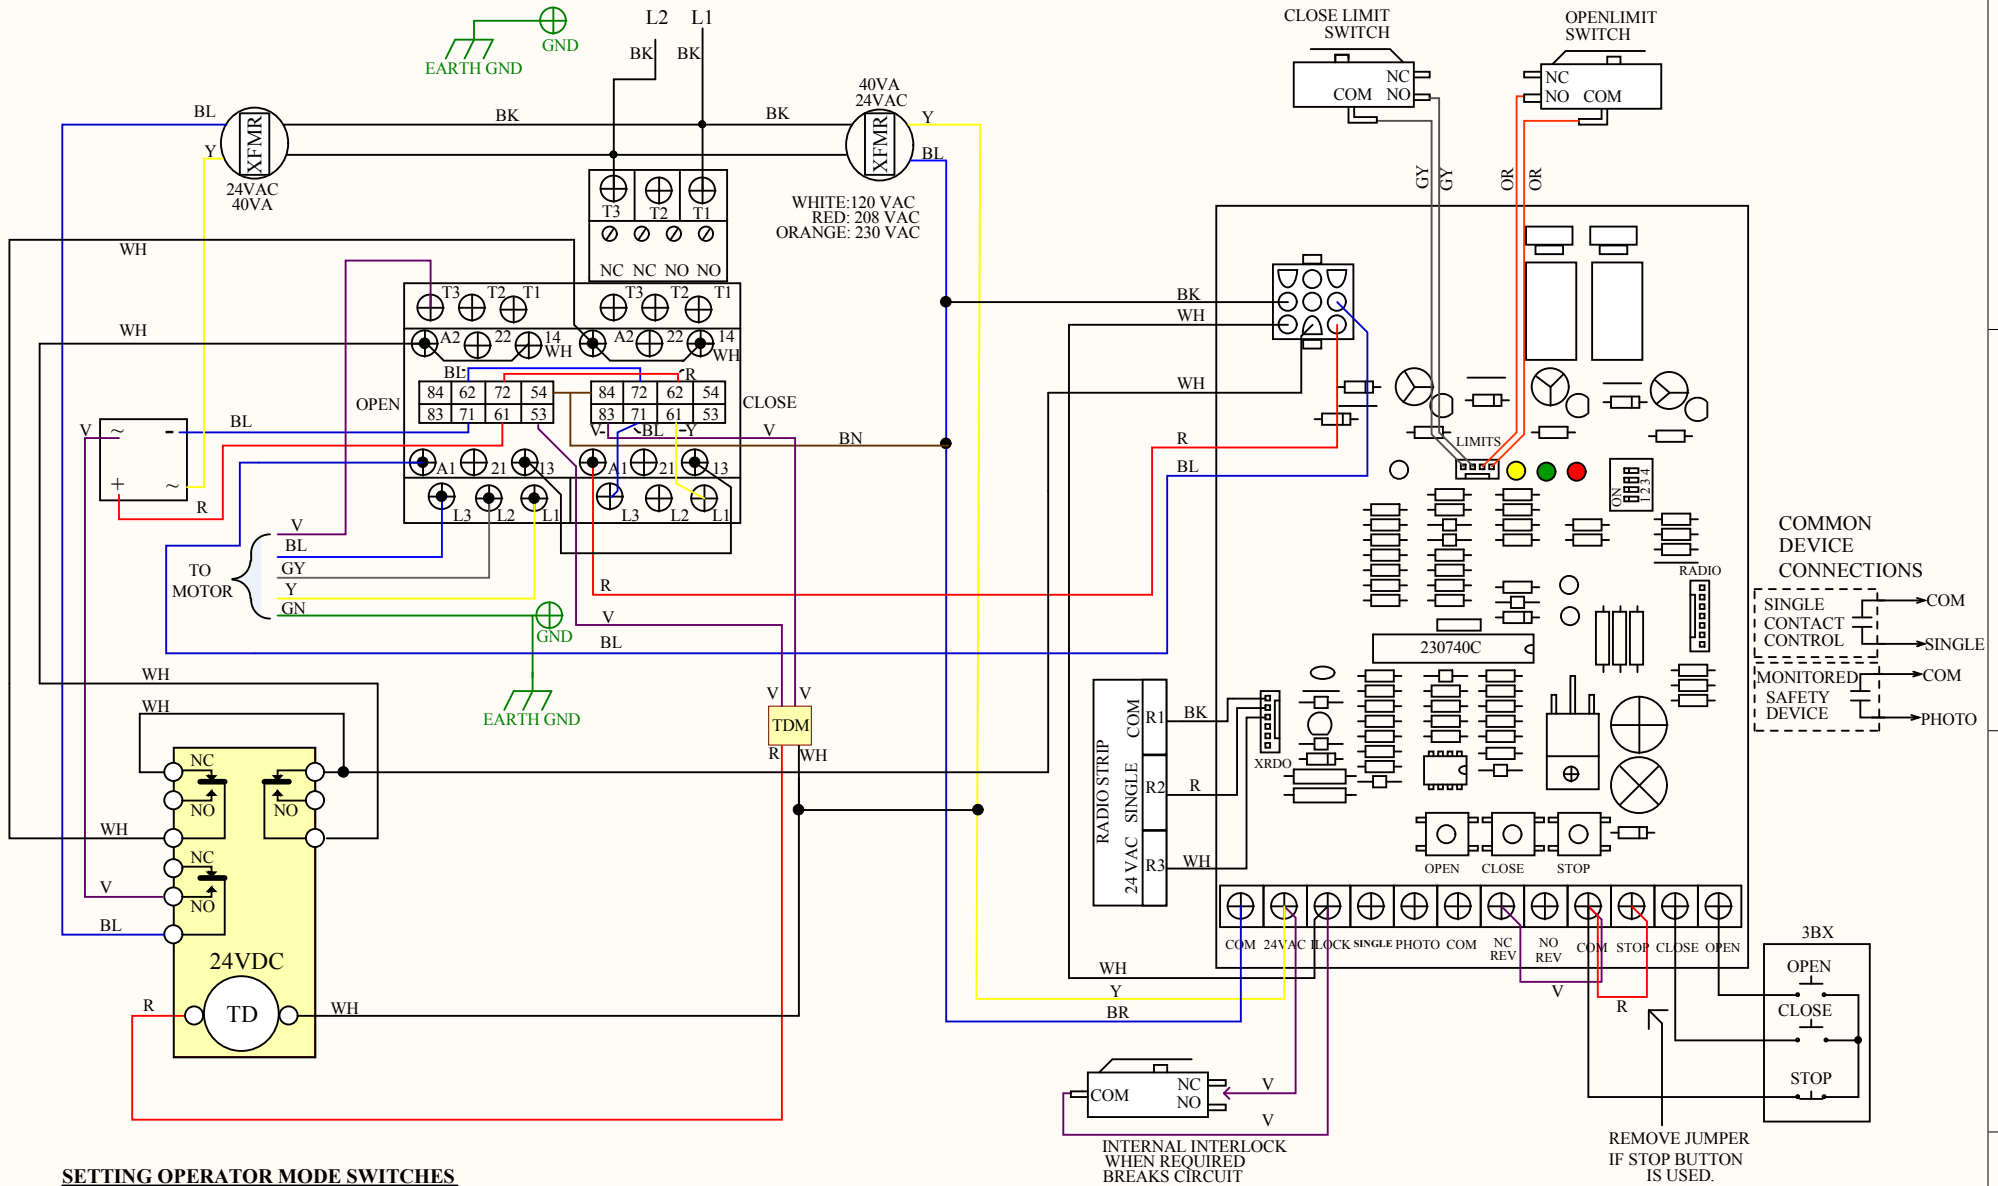 L2 L1
BK BK
GND
EARTH GND
CLOSE LIMIT
SWITCH
OPENLIMIT
SWITCH
NC
COM NO
NC
NO COM
GY GY OR OR
BL
Y
XFMR
24VAC
40VA
BK BK
40VA
24VAC
XFMR
Y
BL
WHITE:120 VAC
RED: 208 VAC
ORANGE: 230 VAC
T3 T2 T1
NC NC NO NO
WH
T3 T2 T1 T3 T2 T1
WH
A2 22 14 A2 22 14
WH WH
BL R
OPEN 84 62 72 54 84 72 62 54 CLOSE
83 71 61 53 83 71 61 53
V BL Y V BN
A1 21 13 A1 21 13
L3 L2 L1 L3 L2 L1
V ~ - BL
+ ~
R
TO
MOTOR
V
BL
GY
Y
GN
GND
EARTH GND
R
V
BL
BK
WH
WH
R
BL
LIMITS
ON
1 2 3 4
RADIO
230740C
COMMON
DEVICE
CONNECTIONS
SINGLE
CONTACT
CONTROL
COM
SINGLE
MONITORED
SAFETY
DEVICE
COM
PHOTO
WH
WH
V V
TDM
R WH
NC
NO
NO
WH
NC
V
NO
BL
24VDC
R TD WH
RADIO STRIP
COM R1 BK
SINGLE R2 R
24 VAC R3 WH
XRDO
OPEN CLOSE STOP
COM 24VAC ILOCK SINGLE PHOTO COM NC REV NO REV COM STOP CLOSE OPEN
WH
Y
BR
V
R
3BX
OPEN
CLOSE
STOP
COM NC
NO
V
V
INTERNAL INTERLOCK
WHEN REQUIRED
BREAKS CIRCUIT
REMOVE JUMPER
IF STOP BUTTON
IS USED.
SETTING OPERATOR MODE SWITCHES